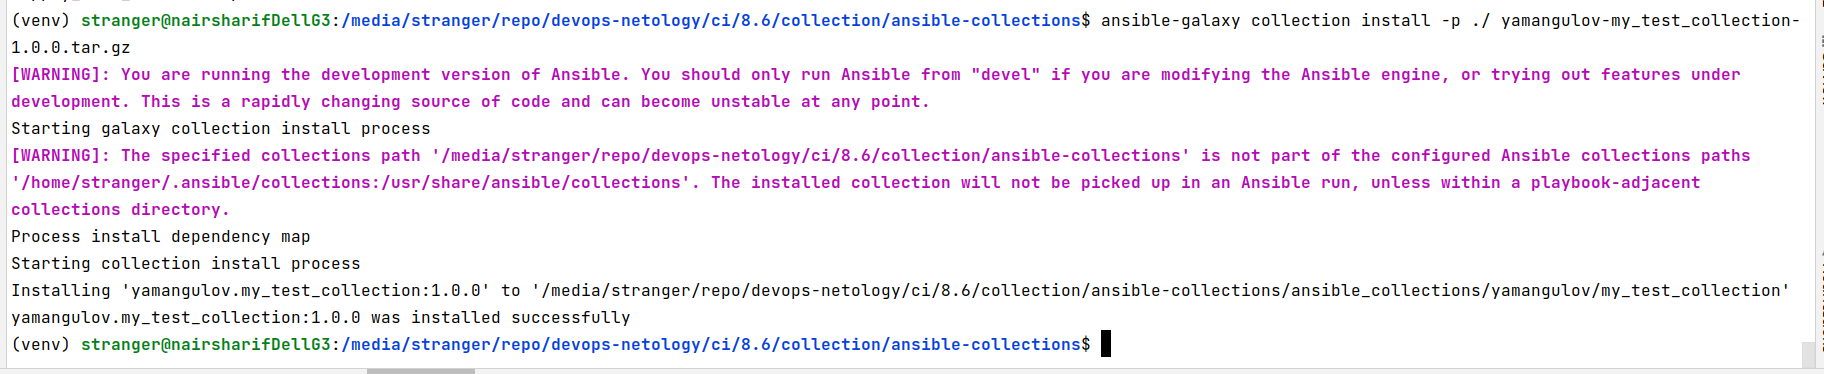 (venv) stranger@nairsharifDellG3:/media/stranger/repo/devops-netology/ci/8.6/collection/ansible-collections$ ansible-galaxy collection install -p ./ yamangulov-my_test_collection-
1.0.0.tar.gz
[WARNING]: You are running the development version of Ansible. You should only run Ansible from "devel" if you are modifying the Ansible engine, or trying out features under
development. This is a rapidly changing source of code and can become unstable at any point.
Starting galaxy collection install process
[WARNING]: The specified collections path '/media/stranger/repo/devops-netology/ci/8.6/collection/ansible-collections' is not part of the configured Ansible collections paths
'/home/stranger/.ansible/collections:/usr/share/ansible/collections'. The installed collection will not be picked up in an Ansible run, unless within a playbook-adjacent
collections directory.
Process install dependency map
Starting collection install process
Installing 'yamangulov.my_test_collection:1.0.0' to '/media/stranger/repo/devops-netology/ci/8.6/collection/ansible-collections/ansible_collections/yamangulov/my_test_collection'
yamangulov.my_test_collection:1.0.0 was installed successfully
(venv) stranger@nairsharifDellG3:/media/stranger/repo/devops-netology/ci/8.6/collection/ansible-collections$